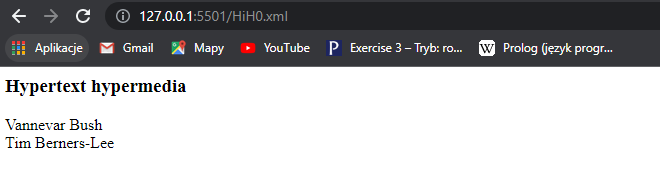 127.0.0.1:5501/HiH0.xml
Aplikacje Gmail Mapy YouTube Exercise 3 – Tryb: ro... Prolog (język progr...
Hypertext hypermedia
Vannevar Bush
Tim Berners-Lee